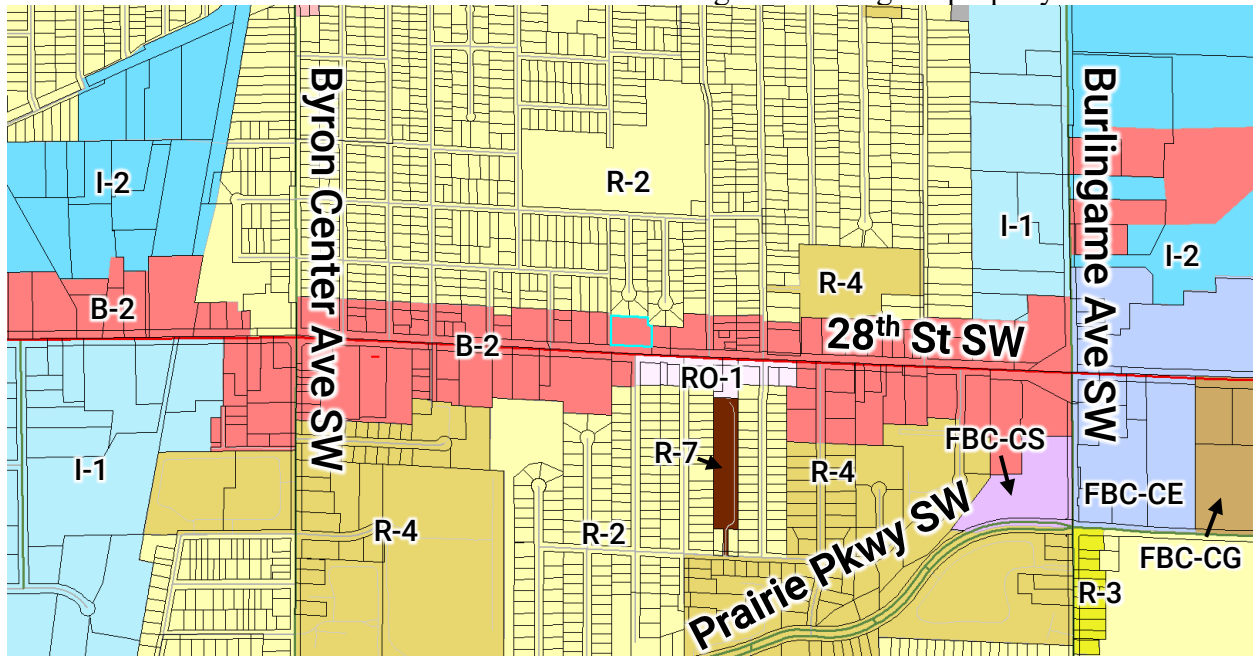 Byron Center Ave SW
Burlingame Ave SW
I-2
R-2
I-1
I-2
R-4
B-2
28th St SW
B-2
RO-1
FBC-CS
R-7
I-1
R-4
FBC-CE
R-4
R-2
Prairie Pkwy SW
FBC-CG
R-3